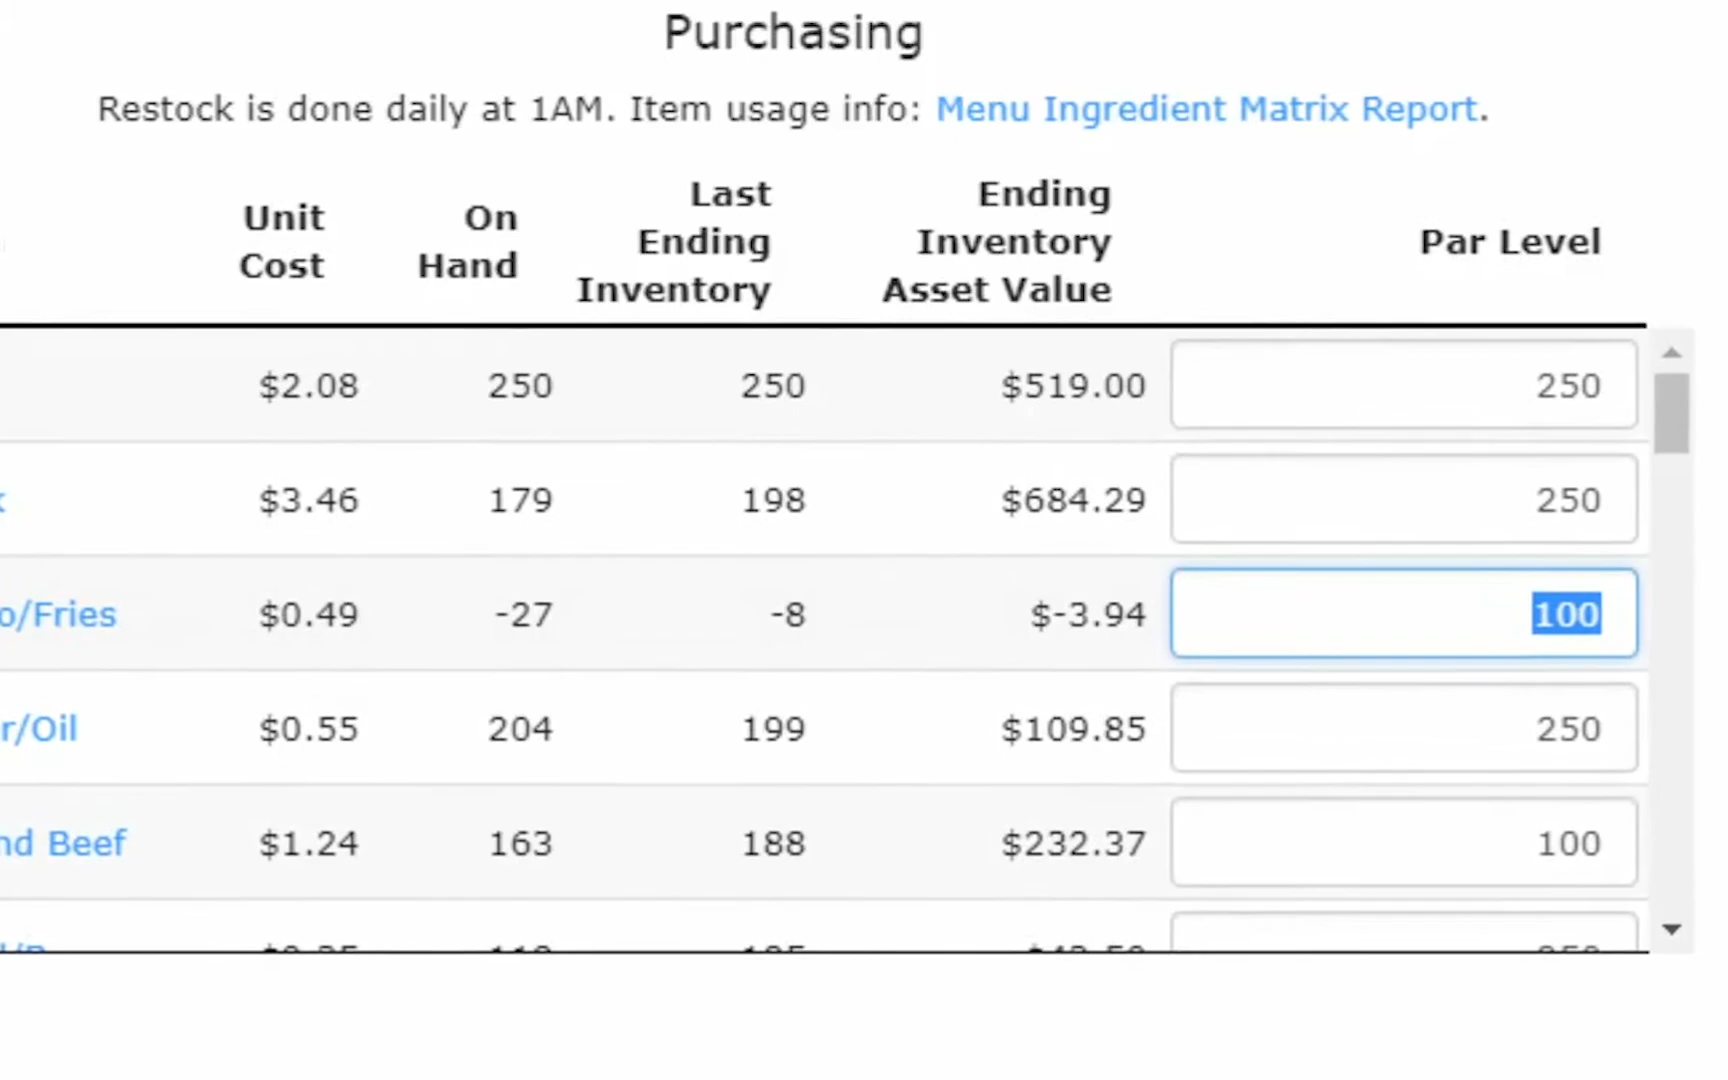 Purchasing
Restock is done daily at 1AM. Item usage info: Menu Ingredient Matrix Report.
Unit Cost On Hand Last Ending Inventory Ending Inventory Asset Value Par Level
$2.08 250 250 $519.00 250
$3.46 179 198 $684.29 250
o/Fries $0.49 -27 -8 $-3.94 100
r/Oil $0.55 204 199 $109.85 250
nd Beef $1.24 163 188 $232.37 100